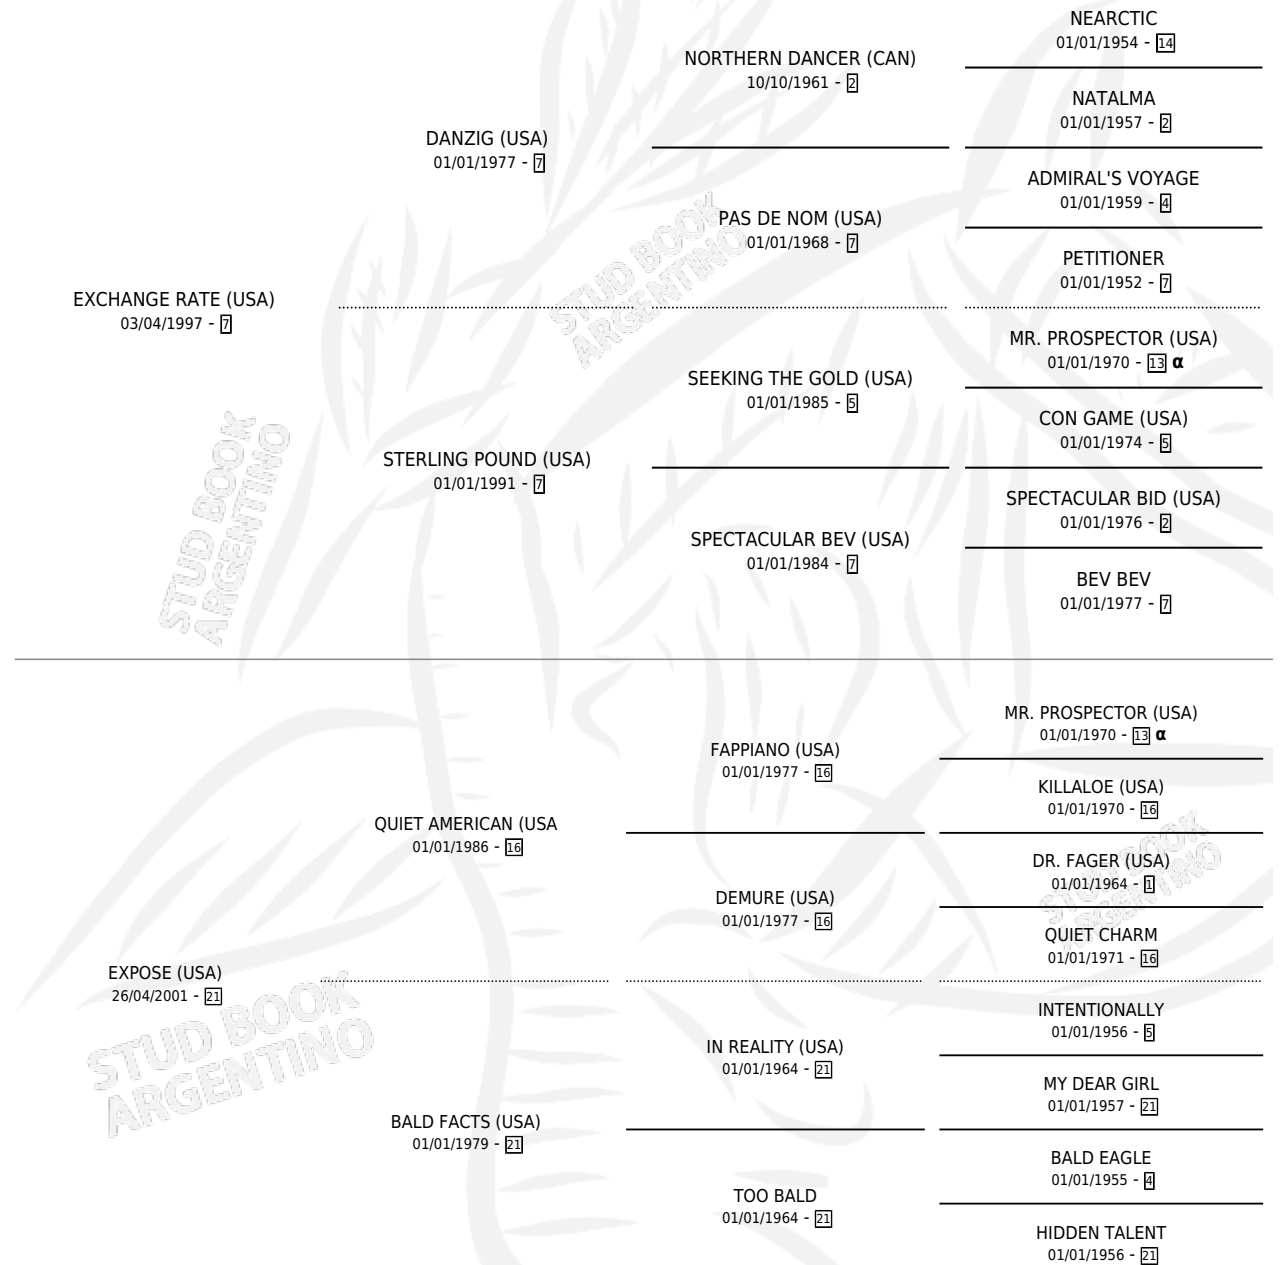 NEARCTIC
01/01/1954 - 14
NORTHERN DANCER (CAN)
10/10/1961 - 2
NATALMA
01/01/1957 - 2
DANZIG (USA)
01/01/1977 - 7
ADMIRAL'S VOYAGE
01/01/1959 - 4
PAS DE NOM (USA)
01/01/1968 - 7
PETITIONER
01/01/1952 - 7
STUD BOOK
ARGENTINO
EXCHANGE RATE (USA)
03/04/1997 - 7
MR. PROSPECTOR (USA)
01/01/1970 - 13 α
SEEKING THE GOLD (USA)
01/01/1985 - 5
CON GAME (USA)
01/01/1974 - 5
STERLING POUND (USA)
01/01/1991 - 7
SPECTACULAR BID (USA)
01/01/1976 - 2
SPECTACULAR BEV (USA)
01/01/1984 - 7
BEV BEV
01/01/1977 - 7
STUD BOOK
ARGENTINO
MR. PROSPECTOR (USA)
01/01/1970 - 13 α
FAPPIANO (USA)
01/01/1977 - 16
KILLALOE (USA)
01/01/1970 - 16
QUIET AMERICAN (USA
01/01/1986 - 16
DR. FAGER (USA)
01/01/1964 - 1
DEMURE (USA)
01/01/1977 - 16
STUD BOOK
ARGENTINO
QUIET CHARM
01/01/1971 - 16
EXPOSE (USA)
26/04/2001 - 21
STUD BOOK
ARGENTINO
INTENTIONALLY
01/01/1956 - 5
IN REALITY (USA)
01/01/1964 - 21
MY DEAR GIRL
01/01/1957 - 21
BALD FACTS (USA)
01/01/1979 - 21
BALD EAGLE
01/01/1955 - 4
TOO BALD
01/01/1964 - 21
HIDDEN TALENT
01/01/1956 - 21